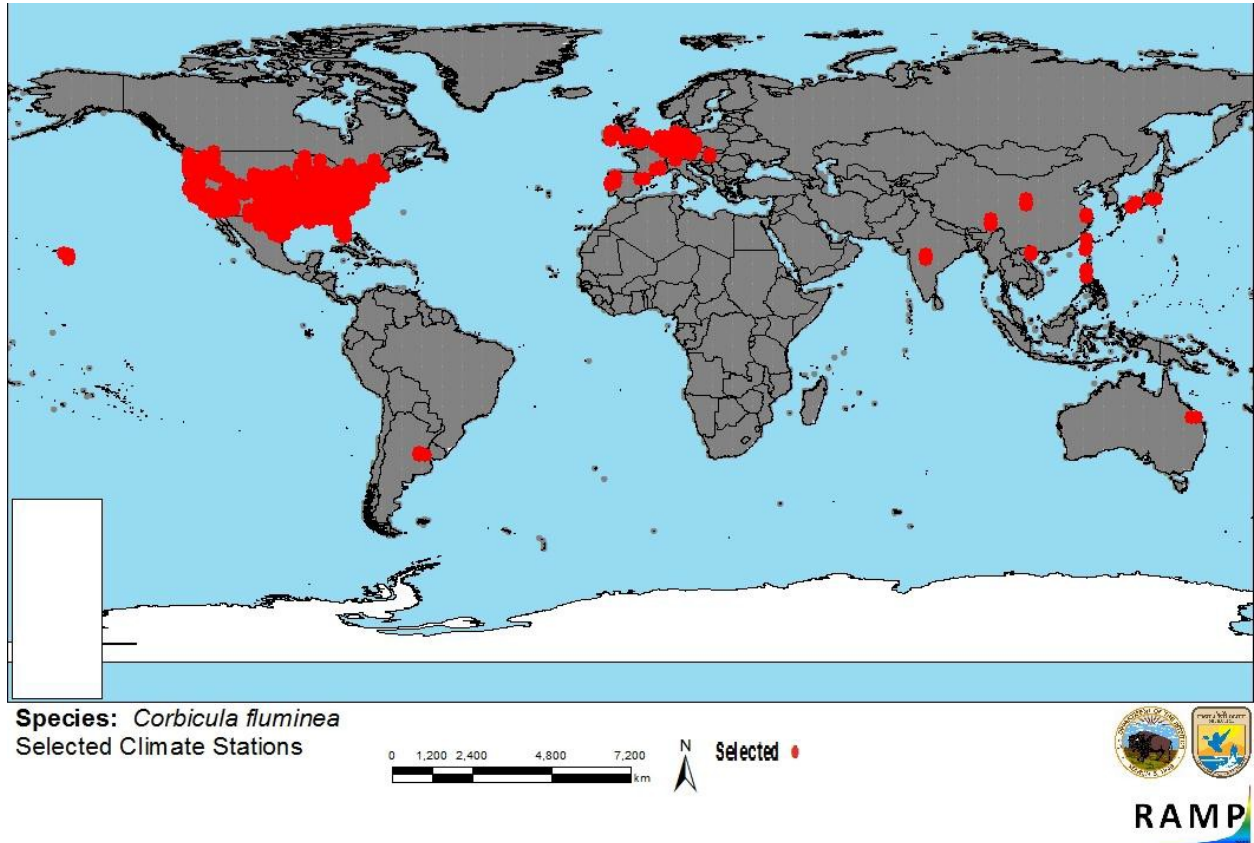 Species: Corbicula fluminea
Selected Climate Stations
0 1,200 2,400 4,800 7,200
km
N
Selected
RAMP